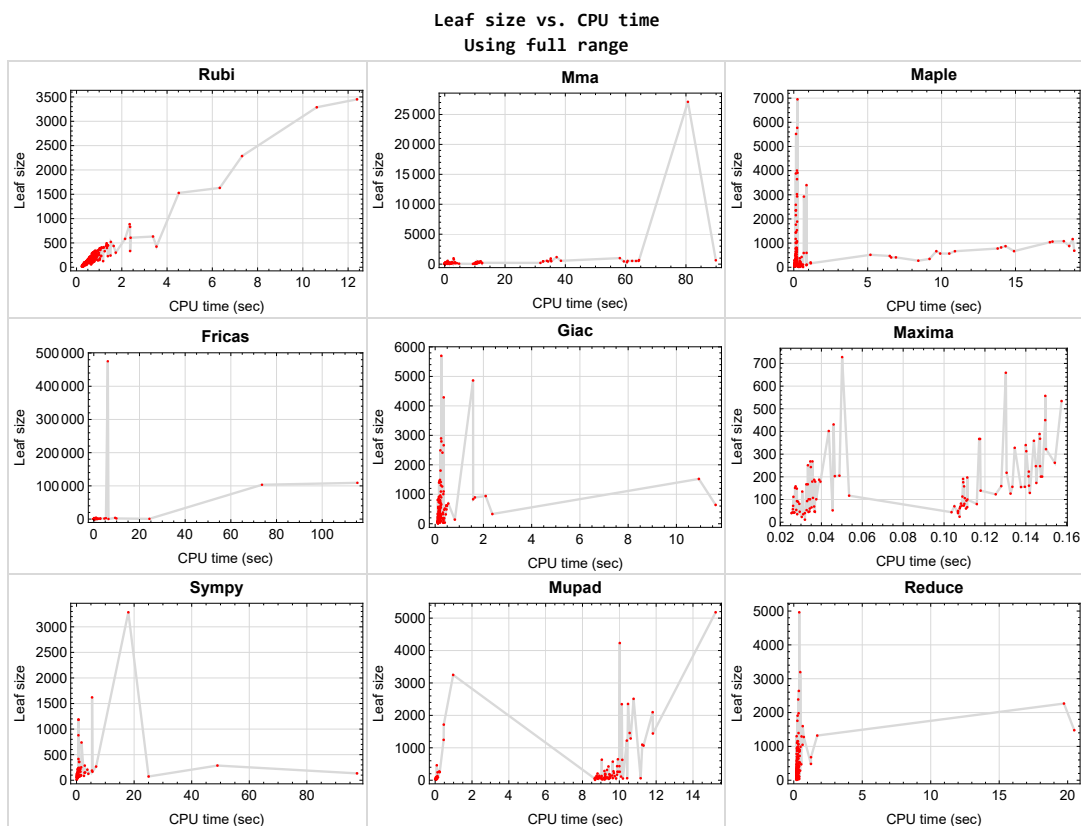 Leaf size vs. CPU time
Using full range
Rubi
Leaf size
3500
3000
2500
2000
1500
1000
500
0
0 2 4 6 8 10 12
CPU time (sec)
Mma
Leaf size
25 000
20 000
15 000
10 000
5000
0
0 20 40 60 80
CPU time (sec)
Maple
Leaf size
7000
6000
5000
4000
3000
2000
1000
0
0 5 10 15
CPU time (sec)
Fricas
Leaf size
500 000
400 000
300 000
200 000
100 000
0
0 20 40 60 80 100
CPU time (sec)
Giac
Leaf size
6000
5000
4000
3000
2000
1000
0
0 2 4 6 8 10
CPU time (sec)
Maxima
Leaf size
700
600
500
400
300
200
100
0
0.02 0.04 0.06 0.08 0.10 0.12 0.14 0.16
CPU time (sec)
Sympy
Leaf size
3000
2500
2000
1500
1000
500
0
0 20 40 60 80
CPU time (sec)
Mupad
Leaf size
5000
4000
3000
2000
1000
0
0 2 4 6 8 10 12 14
CPU time (sec)
Reduce
Leaf size
5000
4000
3000
2000
1000
0
0 5 10 15 20
CPU time (sec)